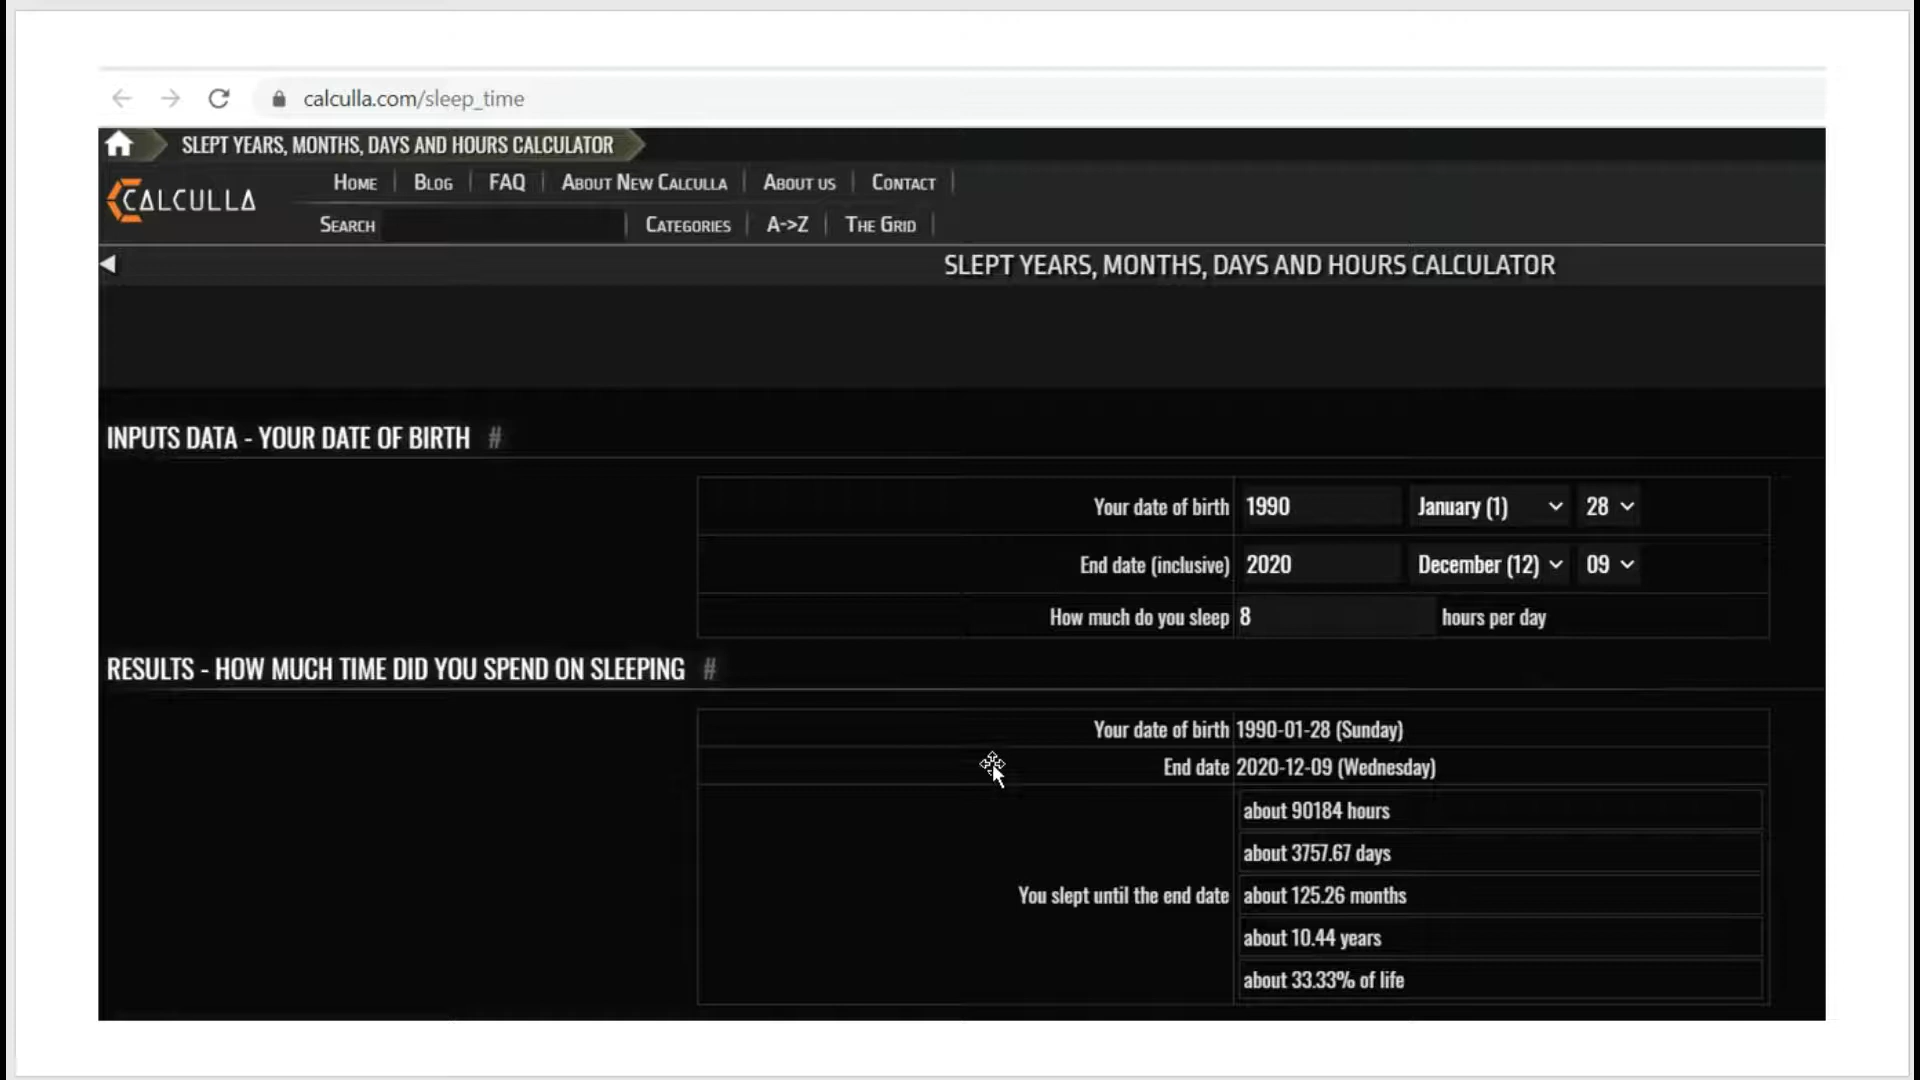 calculla.com/sleep_time
SLEPT YEARS, MONTHS, DAYS AND HOURS CALCULATOR
CALCULLA
HOME BLOG FAQ ABOUT NEW CALCULLA ABOUT US CONTACT
SEARCH CATEGORIES A->Z THE GRID
SLEPT YEARS, MONTHS, DAYS AND HOURS CALCULATOR
INPUTS DATA - YOUR DATE OF BIRTH #
Your date of birth 1990 January (1) 28
End date (inclusive) 2020 December (12) 09
How much do you sleep 8 hours per day
RESULTS - HOW MUCH TIME DID YOU SPEND ON SLEEPING #
Your date of birth 1990-01-28 (Sunday)
End date 2020-12-09 (Wednesday)
about 90184 hours
about 3757.67 days
You slept until the end date about 125.26 months
about 10.44 years
about 33.33% of life